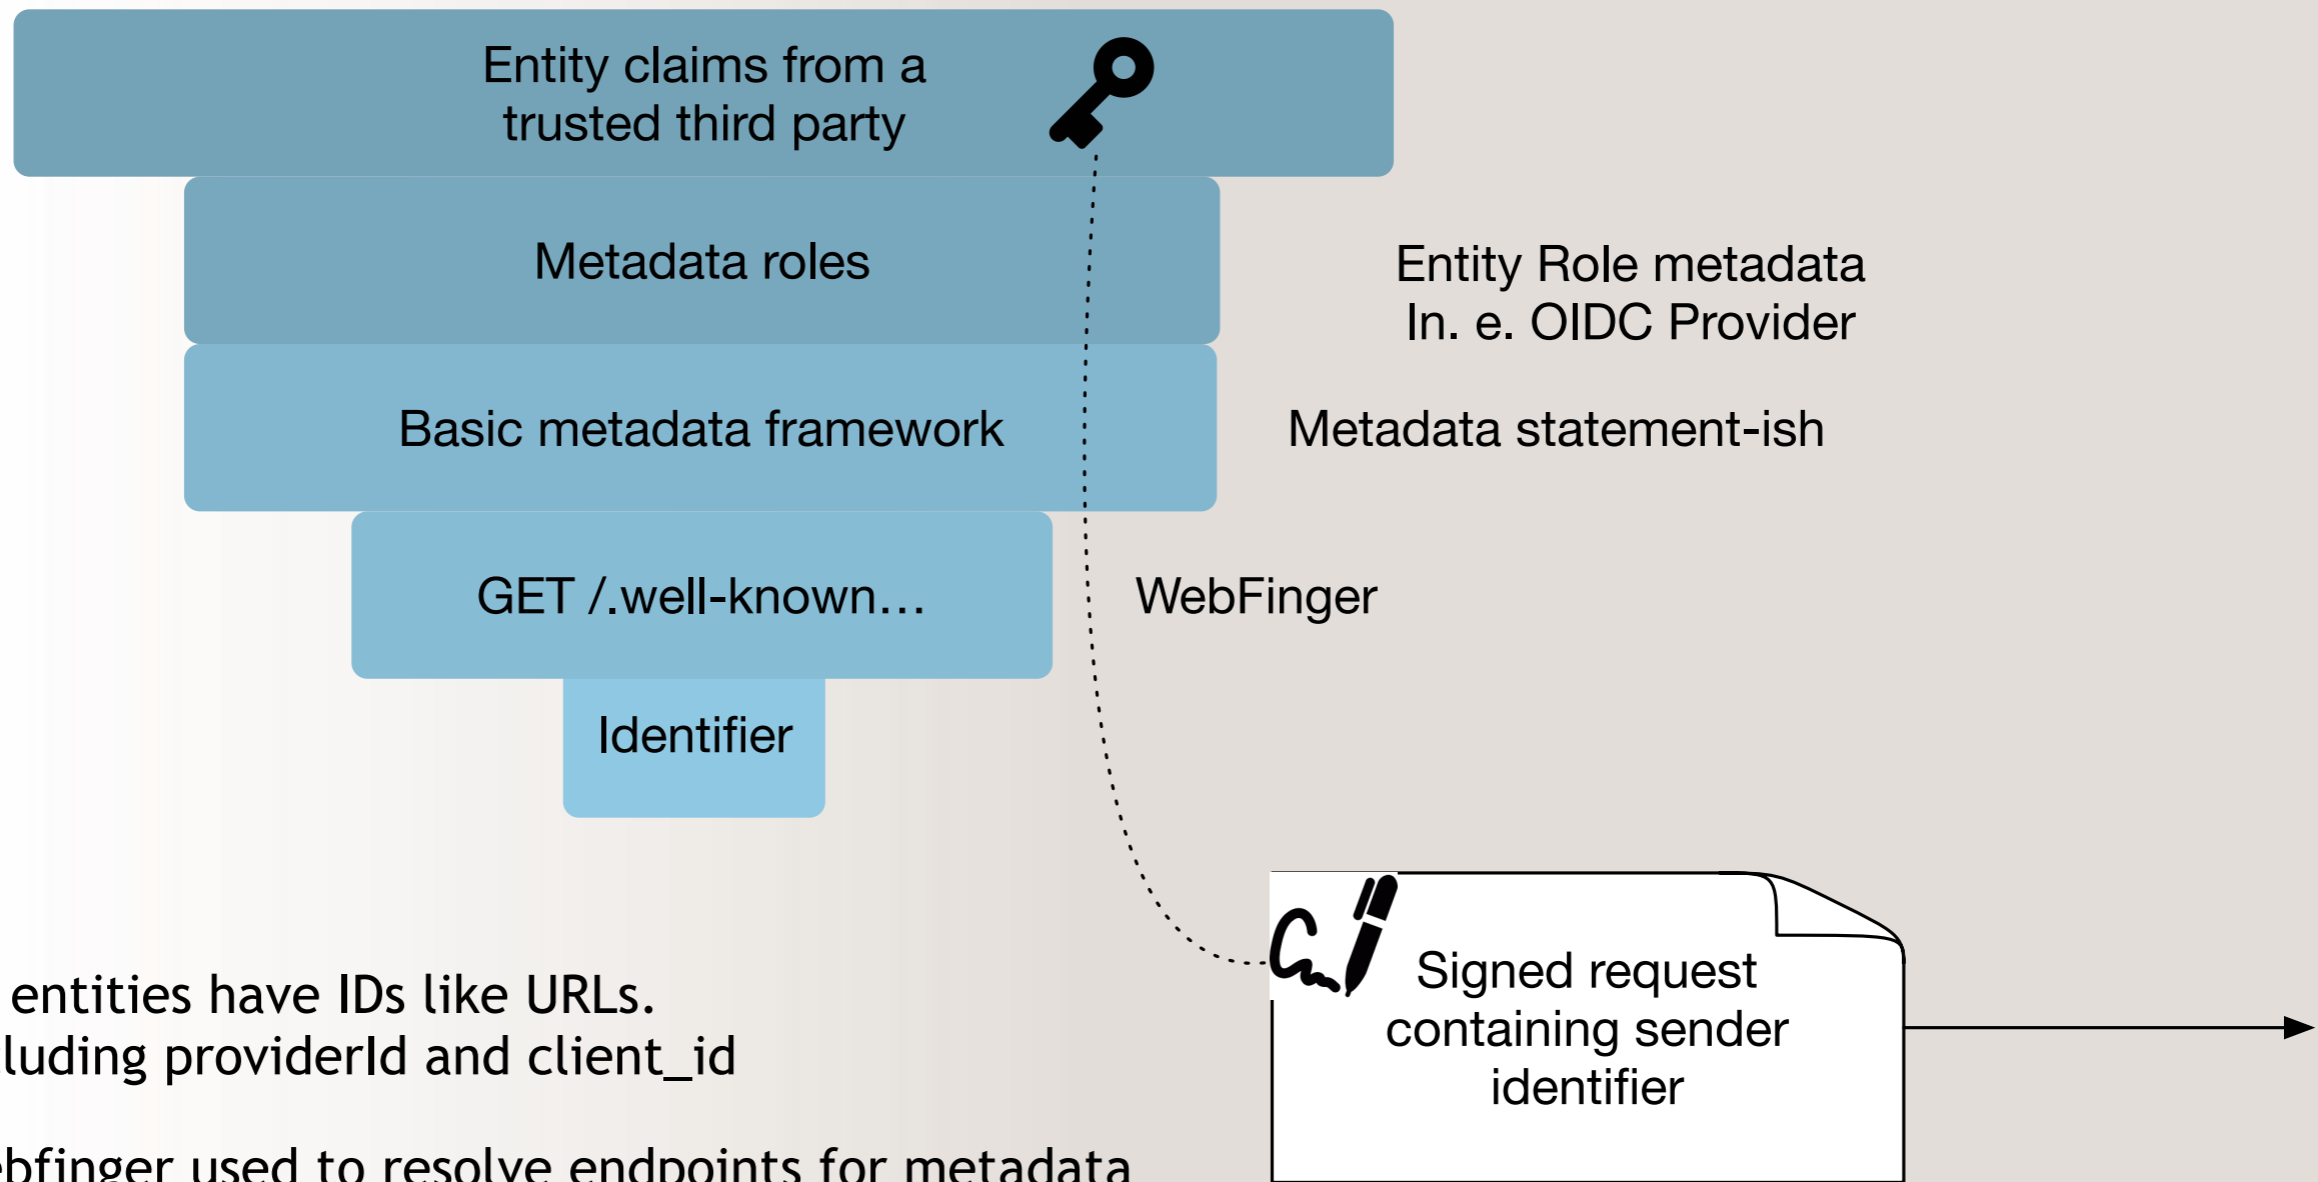 Entity claims from a
trusted third party
Metadata roles
Entity Role metadata
In. e. OIDC Provider
Basic metadata framework
Metadata statement-ish
GET /.well-known…
WebFinger
Identifier
Signed request
containing sender
identifier
entities have IDs like URLs.
providerId and client_id
used to resolve endpoints for metadata